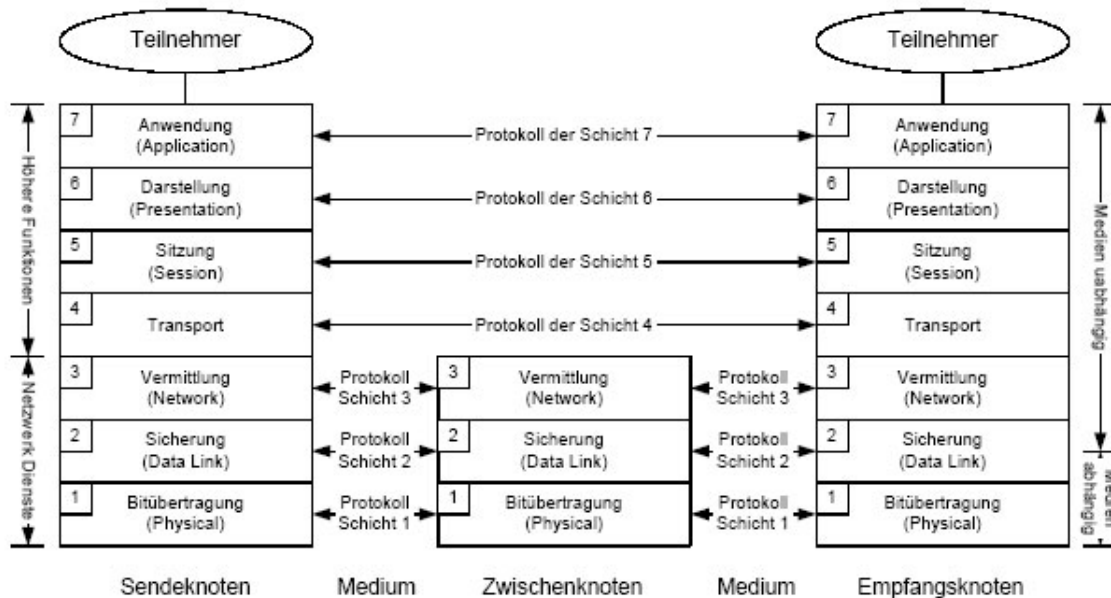 Teilnehmer
Teilnehmer
7
Anwendung
(Application)
Protokoll der Schicht 7
7
Anwendung
(Application)
6
Darstellung
(Presentation)
Protokoll der Schicht 6
6
Darstellung
(Presentation)
5
Sitzung
(Session)
Protokoll der Schicht 5
5
Sitzung
(Session)
4
Transport
Protokoll der Schicht 4
4
Transport
3
Vermittlung
(Network)
Protokoll
Schicht 3
3
Vermittlung
(Network)
Protokoll
Schicht 3
3
Vermittlung
(Network)
2
Sicherung
(Data Link)
Protokoll
Schicht 2
2
Sicherung
(Data Link)
Protokoll
Schicht 2
2
Sicherung
(Data Link)
1
Bitübertragung
(Physical)
Protokoll
Schicht 1
1
Bitübertragung
(Physical)
Protokoll
Schicht 1
1
Bitübertragung
(Physical)
Höhere Funktionen
Netzwerk Dienste
Medien uabhängig
Medien
abhängig
Sendeknoten
Medium
Zwischenknoten
Medium
Empfangsknoten